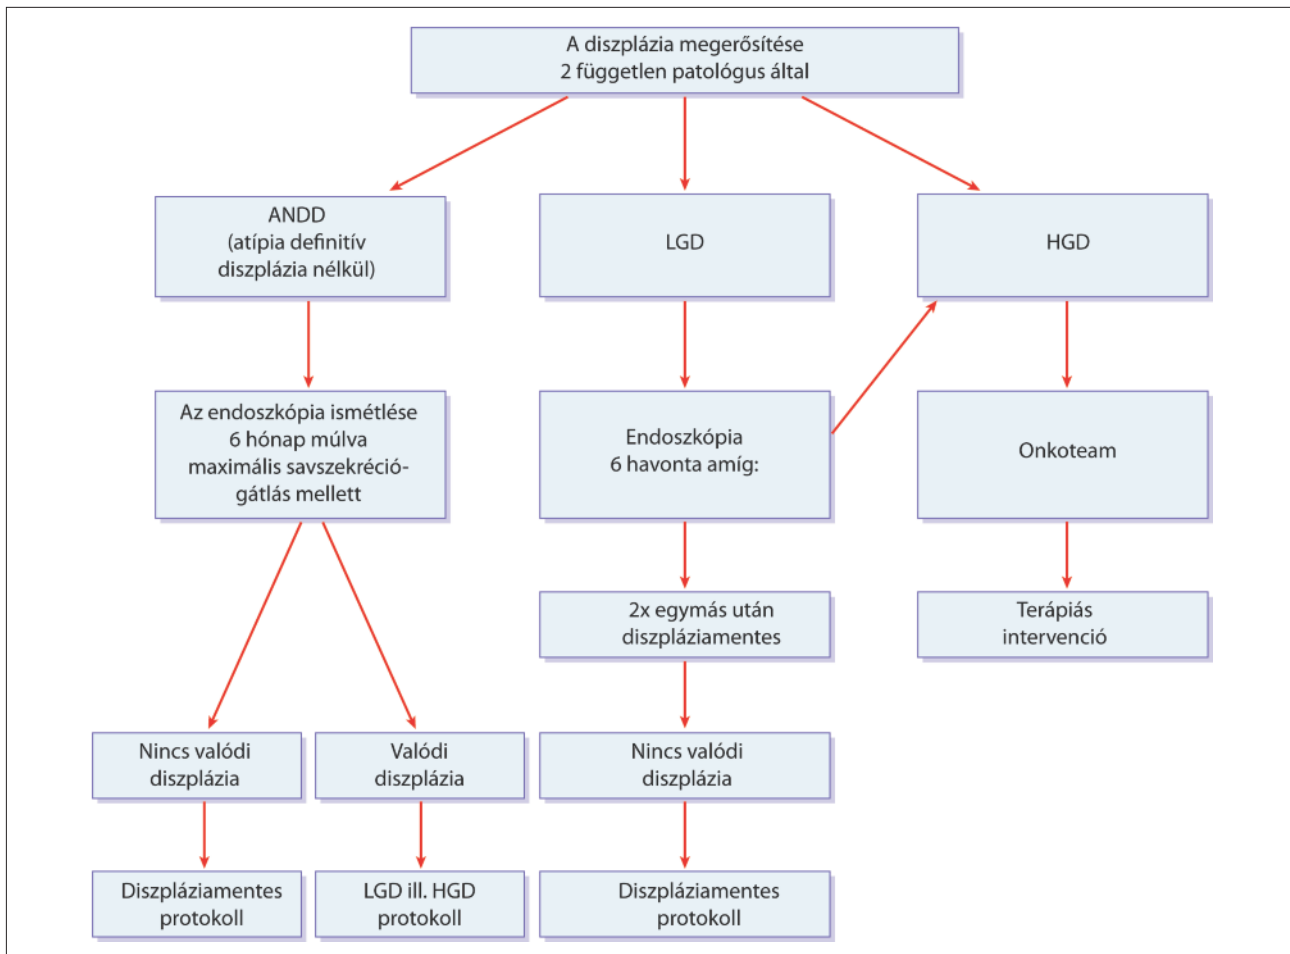 A diszplázia megerősítése
2 független patológus által
ANDD
(atípia definitív
diszplázia nélkül)
LGD
HGD
Az endoszkópia ismétlése
6 hónap múlva
maximális savszekréció-
gátlás mellett
Endoszkópia
6 havonta amíg:
Onkoteam
2x egymás után
diszpláziamentes
Terápiás
intervenció
Nincs valódi
diszplázia
Valódi
diszplázia
Nincs valódi
diszplázia
Diszpláziamentes
protokoll
LGD ill. HGD
protokoll
Diszpláziamentes
protokoll